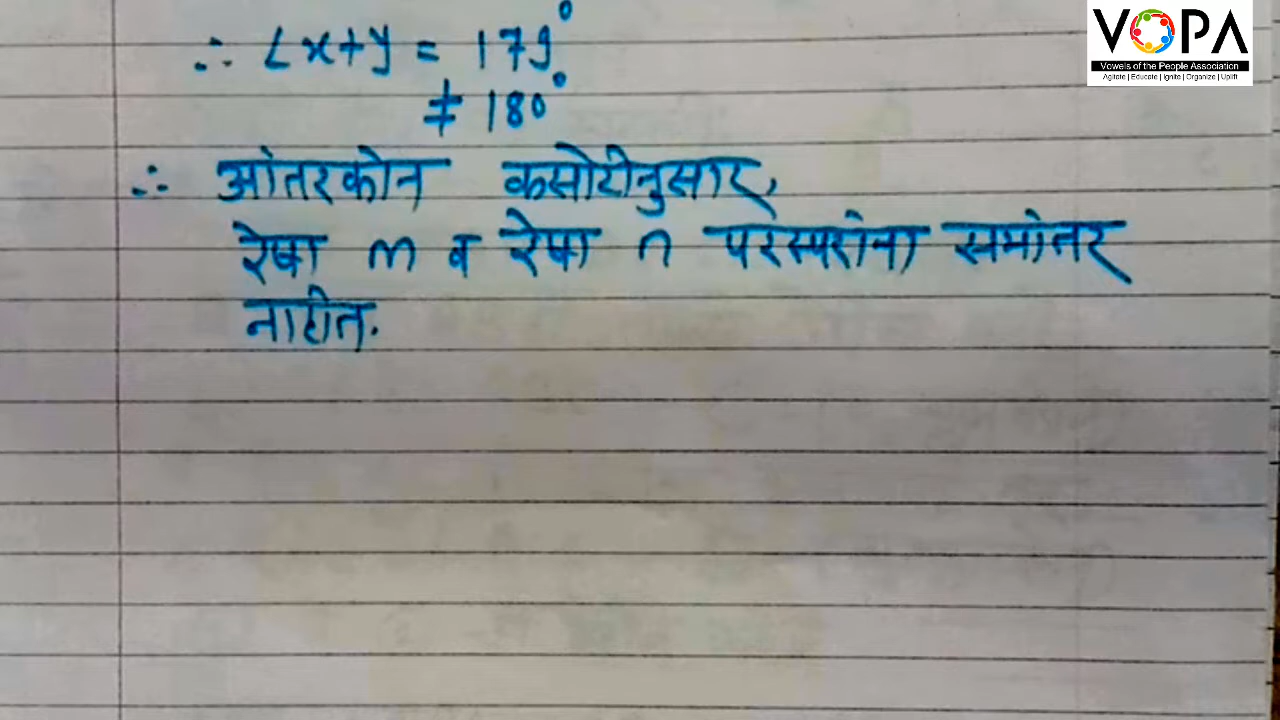 VOPA
Vowels of the People Association
Agitate | Educate | Ignite | Organize | Uplift
∴ ∠x+y = 179°
≠ 180°
∴ आंतरकोन कसोटीनुसार,
रेषा m व रेषा n परस्परांना समांतर
नाहीत.